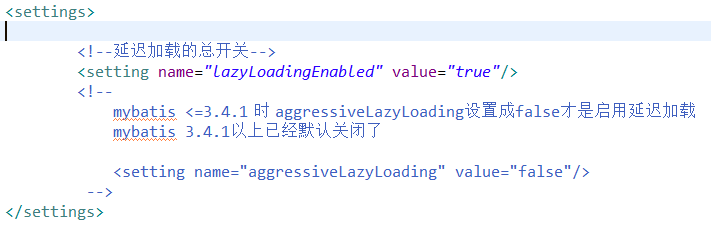 <settings>
<!--延迟加载的总开关-->
<setting name="lazyLoadingEnabled" value="true"/>
<!--
mybatis <=3.4.1 时 aggressiveLazyLoading设置成false才是启用延迟加载
mybatis 3.4.1以上已经默认关闭了
<setting name="aggressiveLazyLoading" value="false"/>
-->
</settings>